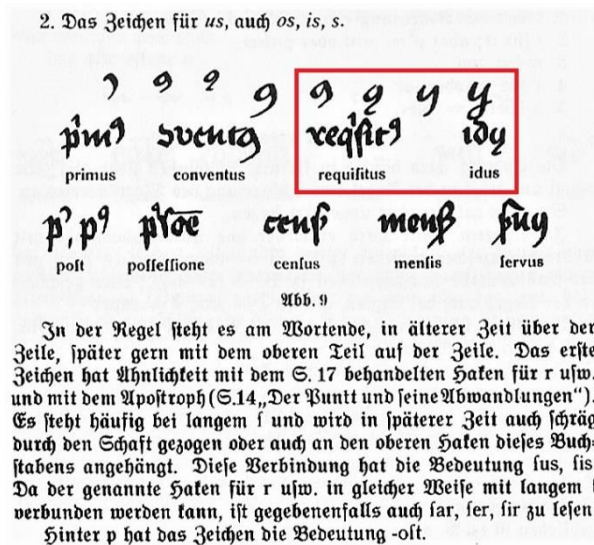 2. Das Zeichen für us, auch os, is, s.
primus conventus requiſitus idus
poſt poſſeſſione cenſus menſis ſervus
Abb. 9
In der Regel ſteht es am Wortende, in älterer Zeit über der
Zeile, ſpäter gern mit dem oberen Teil auf der Zeile. Das erſte
Zeichen hat Ähnlichkeit mit dem S. 17 behandelten Haken für r uſw.
und mit dem Apoſtroph (S. 14 „Der Punkt und ſeine Abwandlungen“).
Es ſteht häufig bei langem ſ und wird in ſpäterer Zeit auch ſchräg
durch den Schaft gezogen oder auch an den oberen Haken dieſes Buch-
ſtabens angehängt. Dieſe Verbindung hat die Bedeutung ſus, ſis
Da der genannte Haken für r uſw. in gleicher Weiſe mit langem ſ
verbunden werden kann, iſt gegebenenfalls auch ſar, ſer, ſir zu leſen
Hinter p hat das Zeichen die Bedeutung -oſt.